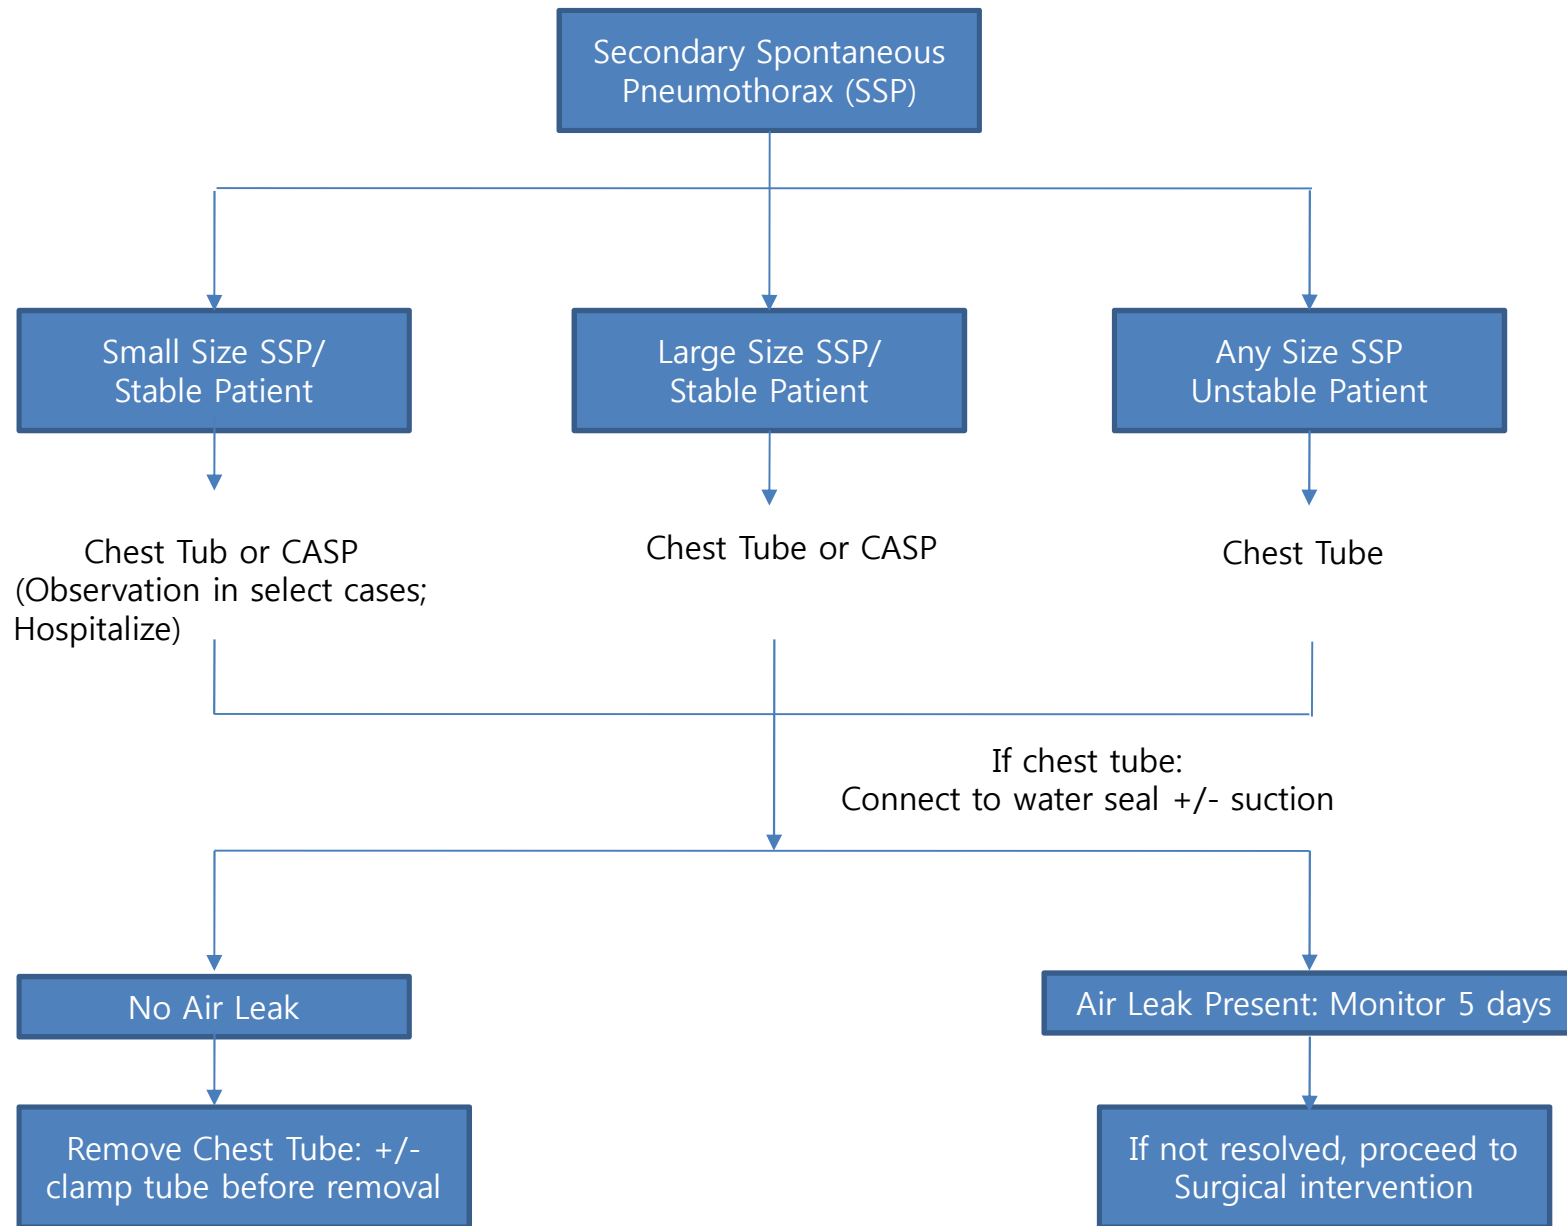 Secondary Spontaneous
Pneumothorax (SSP)
Small Size SSP/
Stable Patient
Large Size SSP/
Stable Patient
Any Size SSP
Unstable Patient
Chest Tub or CASP
(Observation in select cases;
Hospitalize)
Chest Tube or CASP
Chest Tube
If chest tube:
Connect to water seal +/- suction
No Air Leak
Air Leak Present: Monitor 5 days
Remove Chest Tube: +/-
clamp tube before removal
If not resolved, proceed to
Surgical intervention